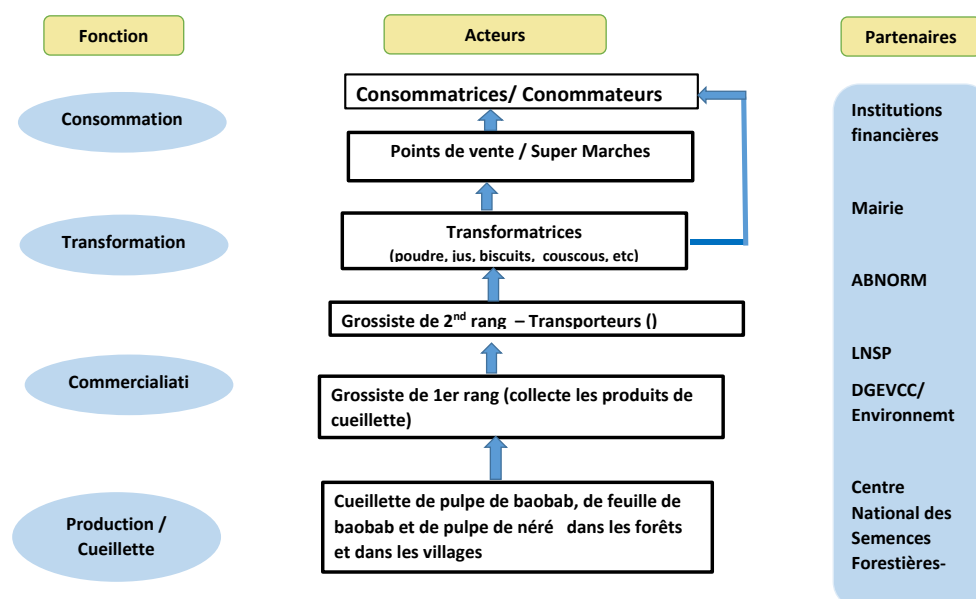 Fonction
Acteurs
Partenaires
Consommation
Consommatrices/ Conommateurs
Points de vente / Super Marches
Transformation
Transformatrices
(poudre, jus, biscuits, couscous, etc)
Grossiste de 2nd rang – Transporteurs ()
Commercialiati
Grossiste de 1er rang (collecte les produits de
cueillette)
Production /
Cueillette
Cueillette de pulpe de baobab, de feuille de
baobab et de pulpe de néré dans les forêts
et dans les villages
Institutions
financières
Mairie
ABNORM
LNSP
DGEVCC/
Environnemt
Centre
National des
Semences
Forestières-